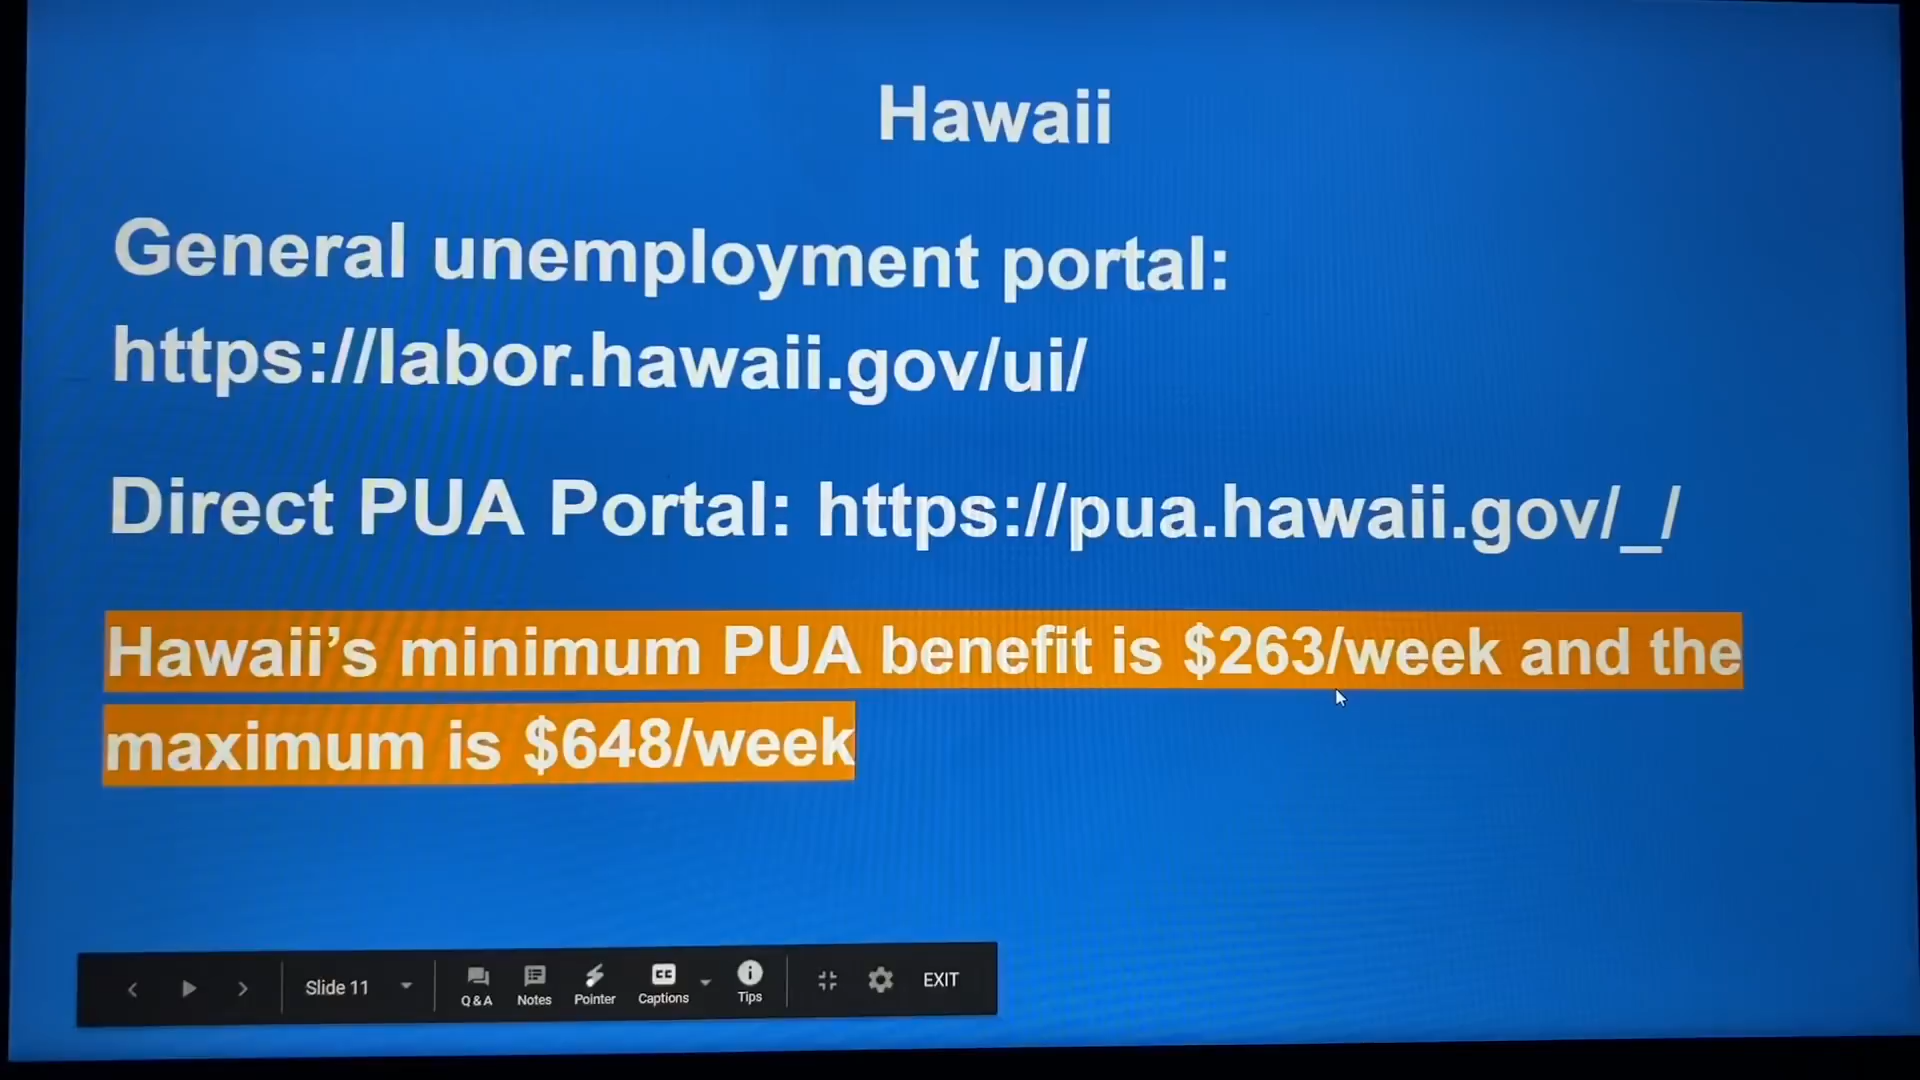 Hawaii
General unemployment portal:
https://labor.hawaii.gov/ui/
Direct PUA Portal: https://pua.hawaii.gov/_/
Hawaii’s minimum PUA benefit is $263/week and the
maximum is $648/week
Slide 11
Q&A
Notes
Pointer
CC
Captions
Tips
EXIT